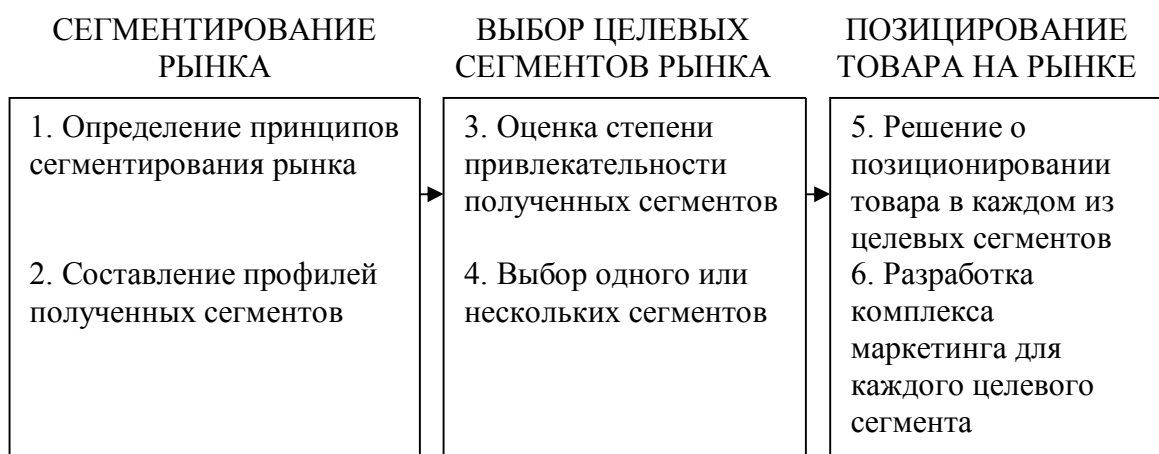 СЕГМЕНТИРОВАНИЕ
РЫНКА
1. Определение принципов
сегментирования рынка
2. Составление профилей
полученных сегментов
ВЫБОР ЦЕЛЕВЫХ
СЕГМЕНТОВ РЫНКА
3. Оценка степени
привлекательности
полученных сегментов
4. Выбор одного или
нескольких сегментов
ПОЗИЦИРОВАНИЕ
ТОВАРА НА РЫНКЕ
5. Решение о
позиционировании
товара в каждом из
целевых сегментов
6. Разработка
комплекса
маркетинга для
каждого целевого
сегмента